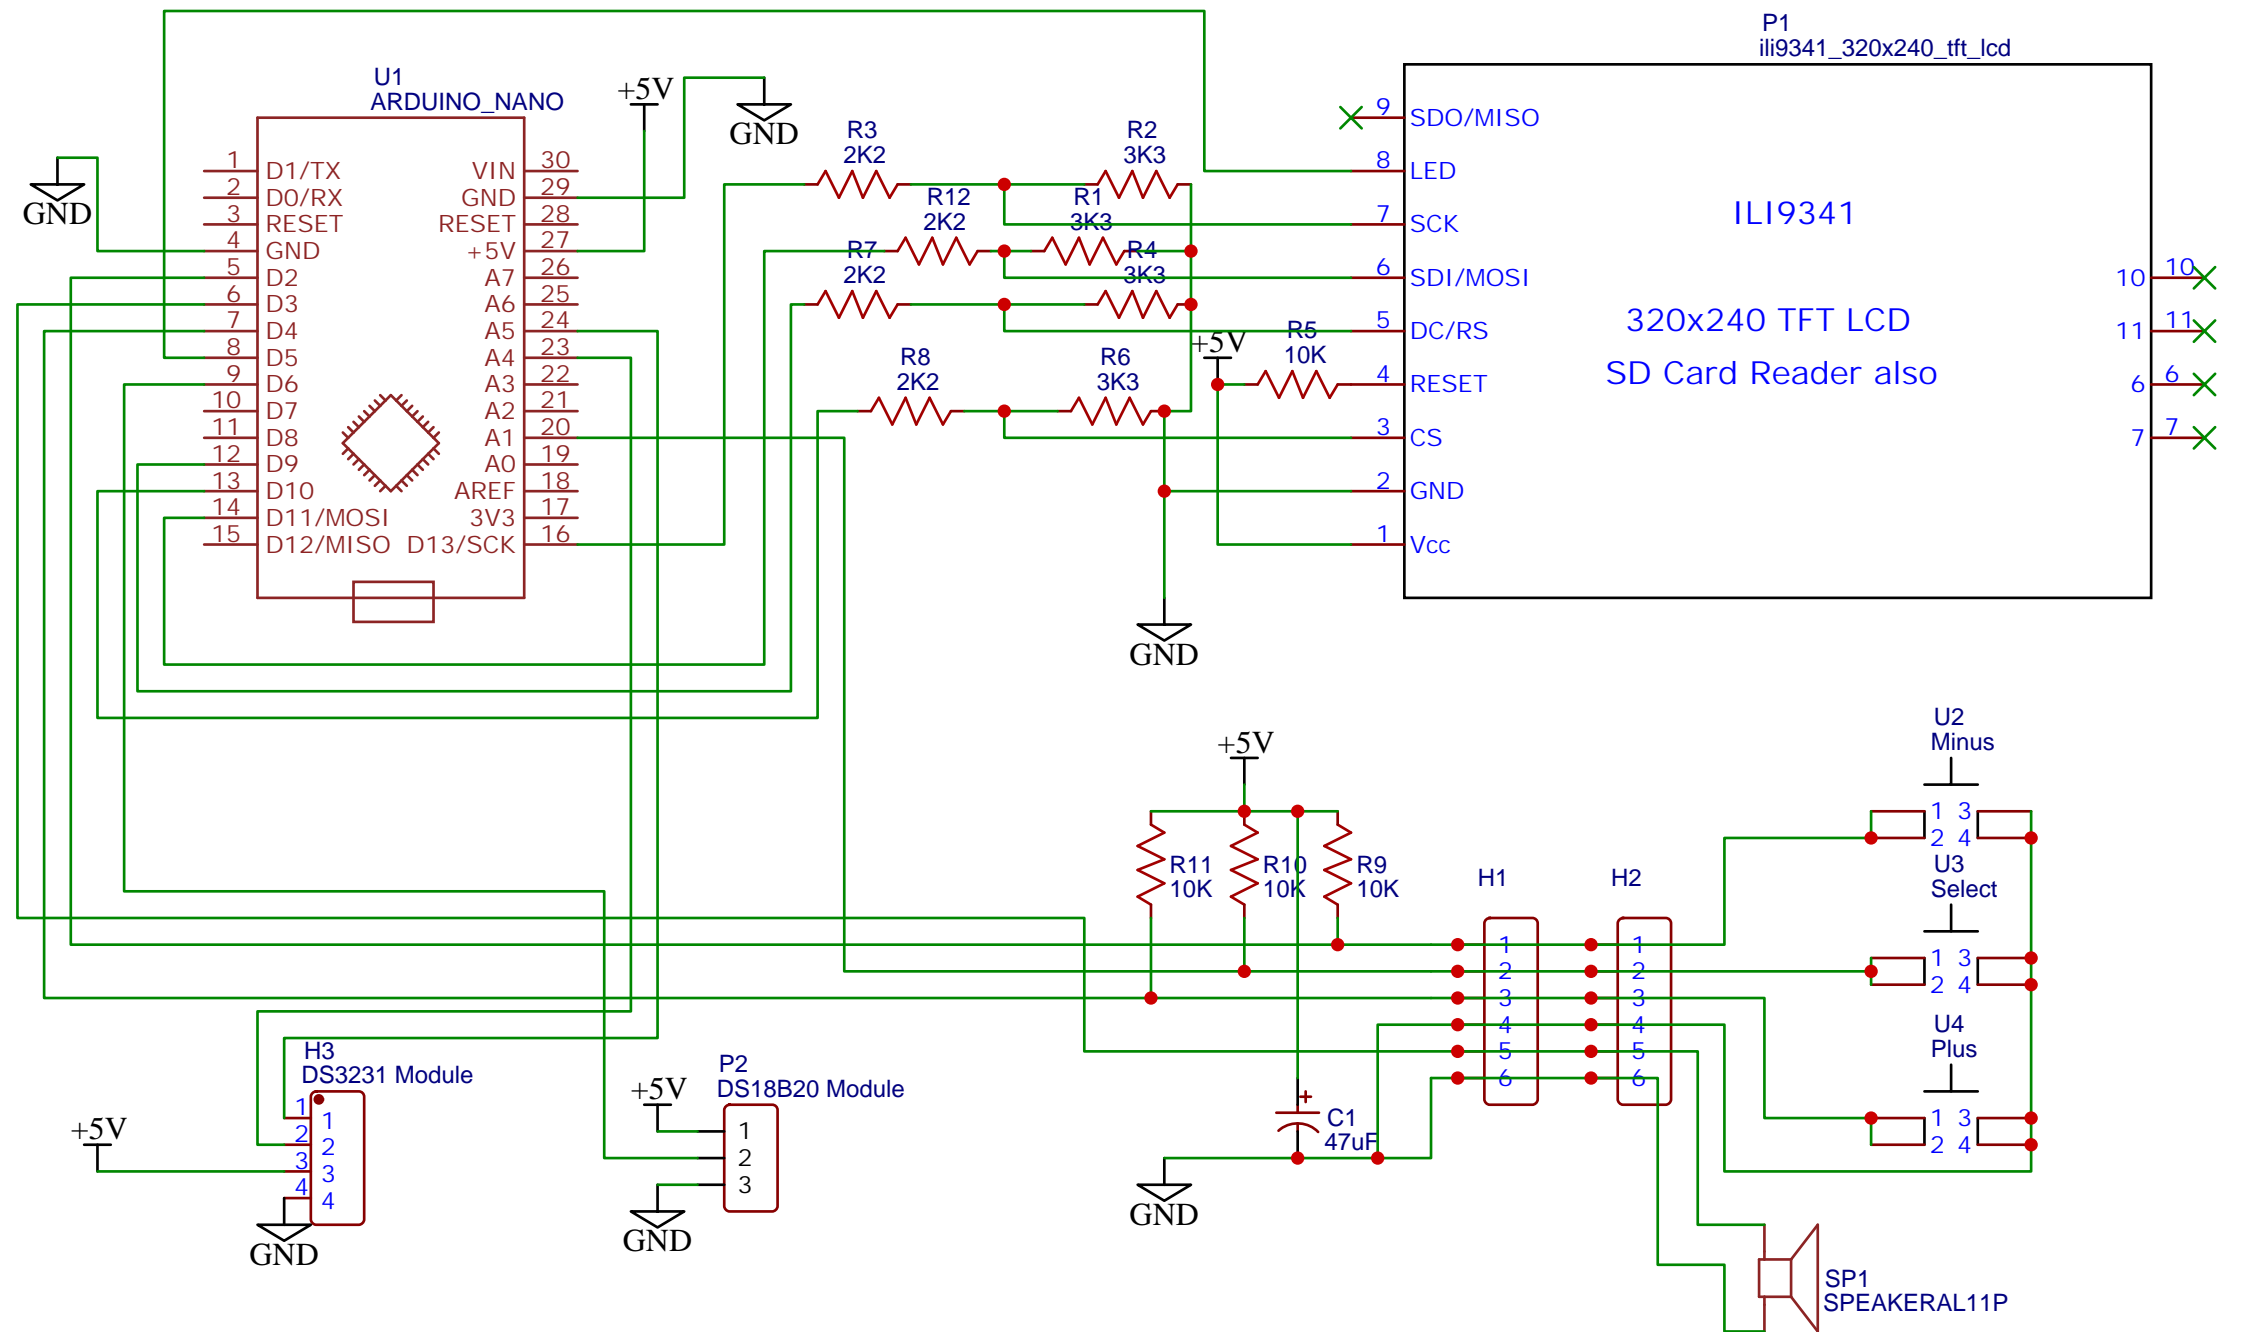 P1
ili9341_320x240_tft_lcd
U1
ARDUINO_NANO
+5V
GND
GND
1 D1/TX VIN 30
2 D0/RX GND 29
3 RESET RESET 28
4 GND +5V 27
5 D2 A7 26
6 D3 A6 25
7 D4 A5 24
8 D5 A4 23
9 D6 A3 22
10 D7 A2 21
11 D8 A1 20
12 D9 A0 19
13 D10 AREF 18
14 D11/MOSI 3V3 17
15 D12/MISO D13/SCK 16
R3
2K2
R2
3K3
R12
2K2
R1
3K3
R7
2K2
R4
3K3
R8
2K2
R6
3K3
+5V
R5
10K
GND
9 SDO/MISO
8 LED
7 SCK
6 SDI/MOSI
5 DC/RS
4 RESET
3 CS
2 GND
1 Vcc
ILI9341
320x240 TFT LCD
SD Card Reader also
10 10
11 11
6 6
7 7
+5V
R11
10K
R10
10K
R9
10K
H1
1
2
3
4
5
6
H2
1
2
3
4
5
6
U2
Minus
1 3
2 4
U3
Select
1 3
2 4
U4
Plus
1 3
2 4
H3
DS3231 Module
+5V
1 1
2 2
3 3
4 4
GND
P2
DS18B20 Module
+5V
1
2
3
GND
+
C1
47uF
GND
SP1
SPEAKERAL11P